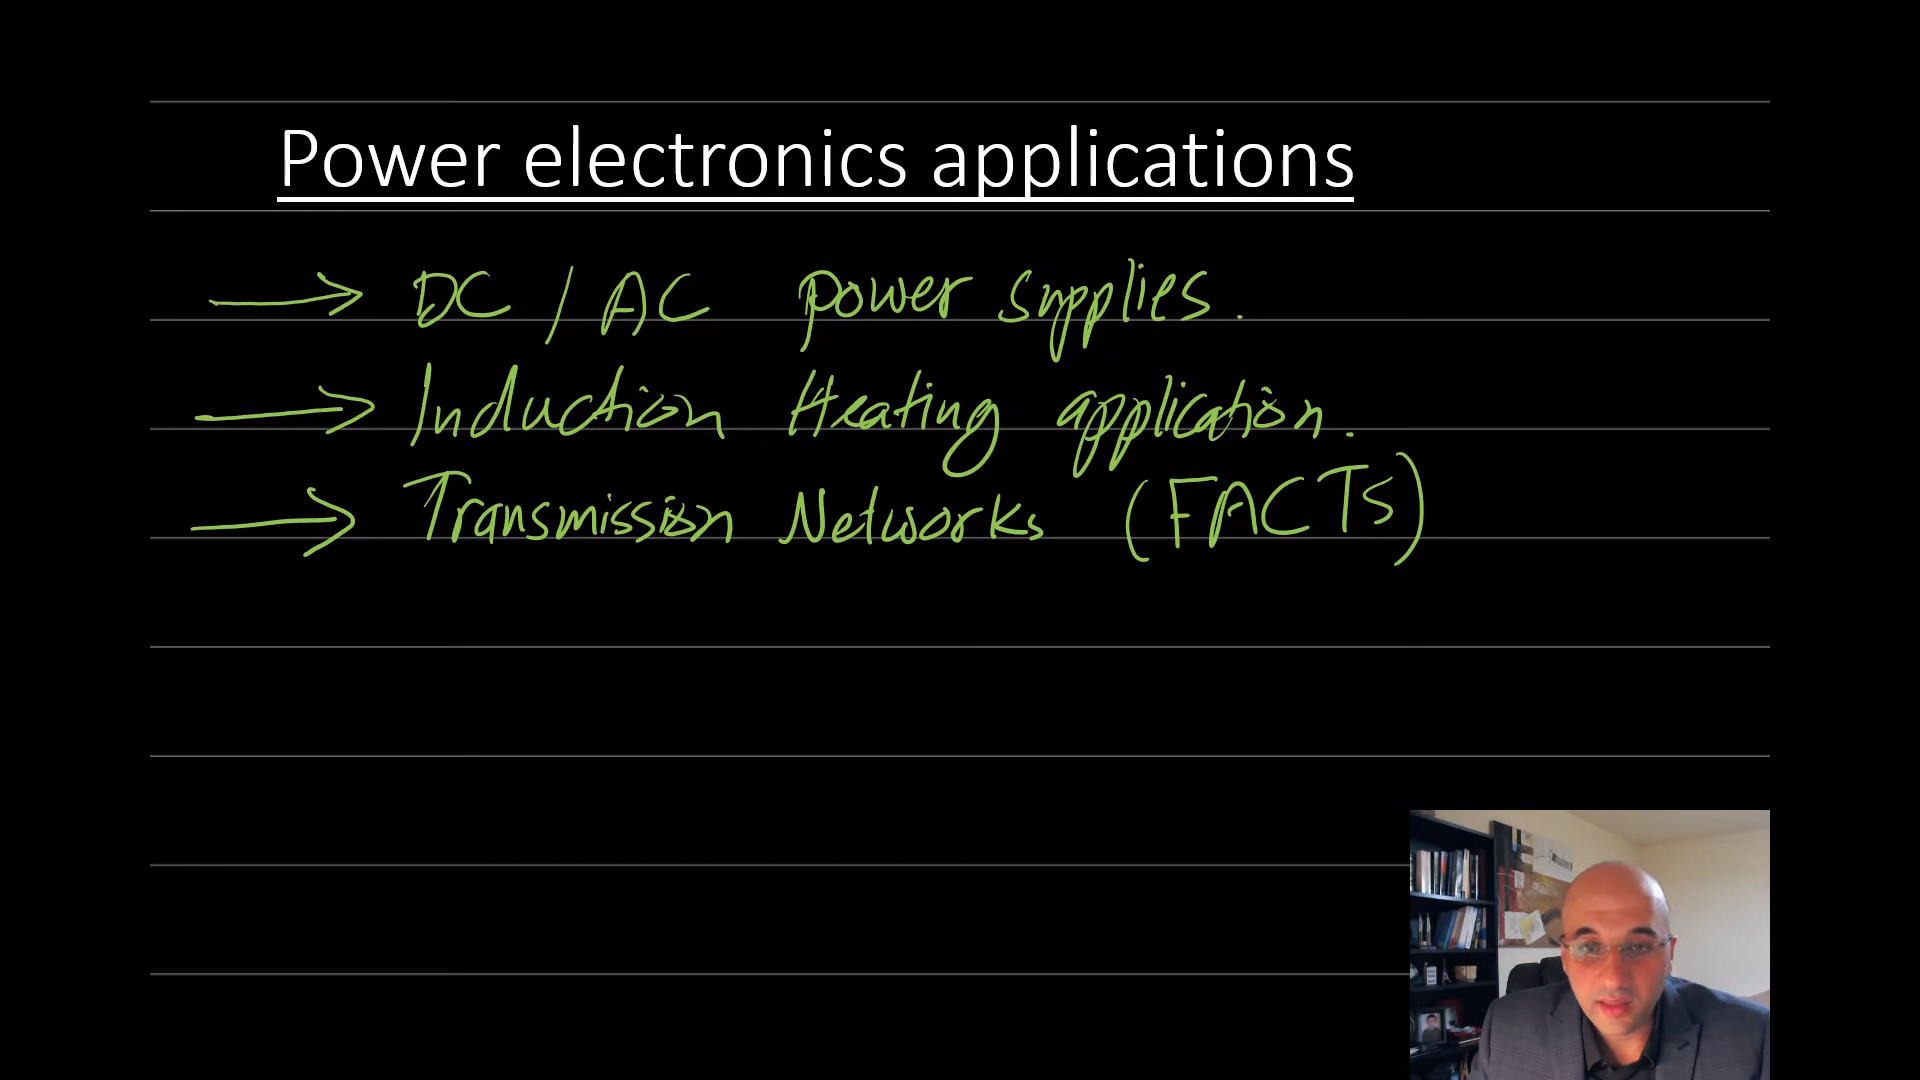 Power electronics applications
→ DC / AC power supplies.
→ Induction Heating application.
→ Transmission Networks (FACTS)